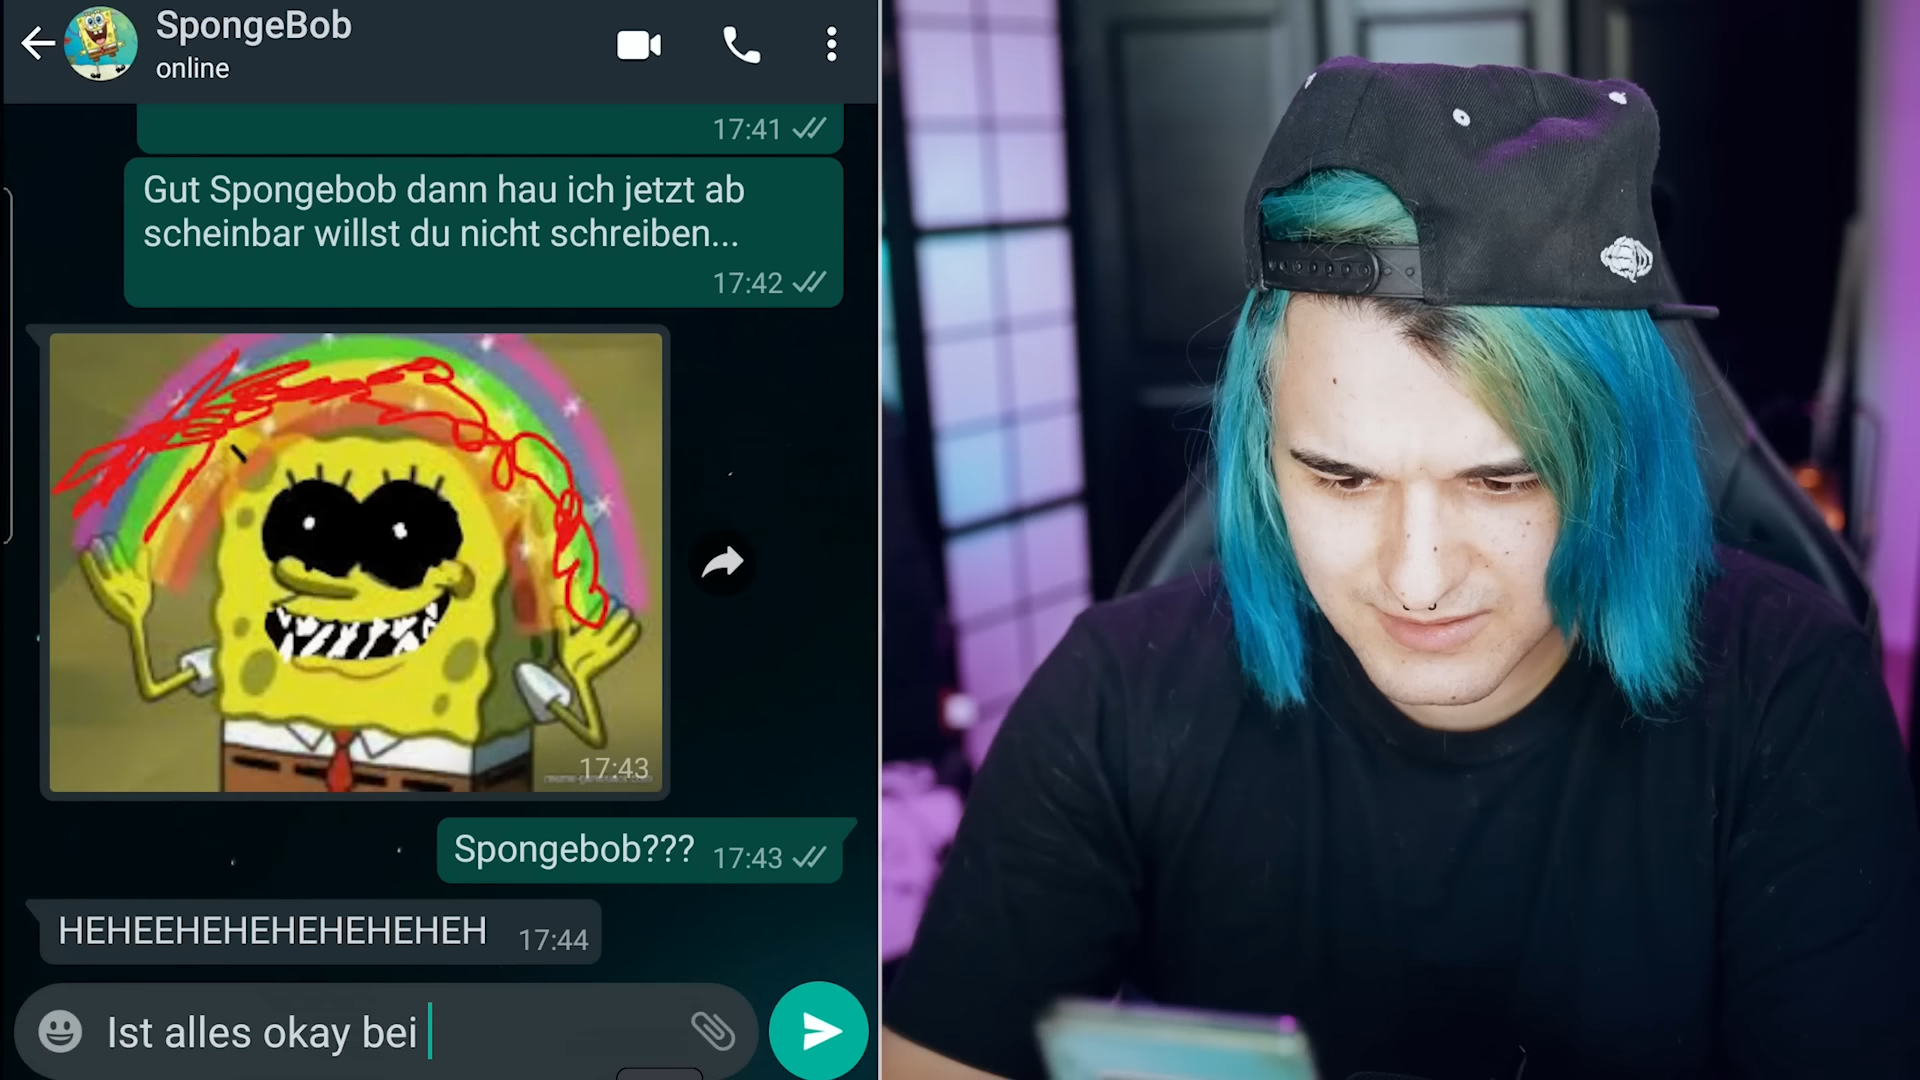 SpongeBob
online
17:41
Gut Spongebob dann hau ich jetzt ab
scheinbar willst du nicht schreiben...
17:42
17:43
Spongebob??? 17:43
HEHEEHEHEHEHEHEHEH 17:44
Ist alles okay bei